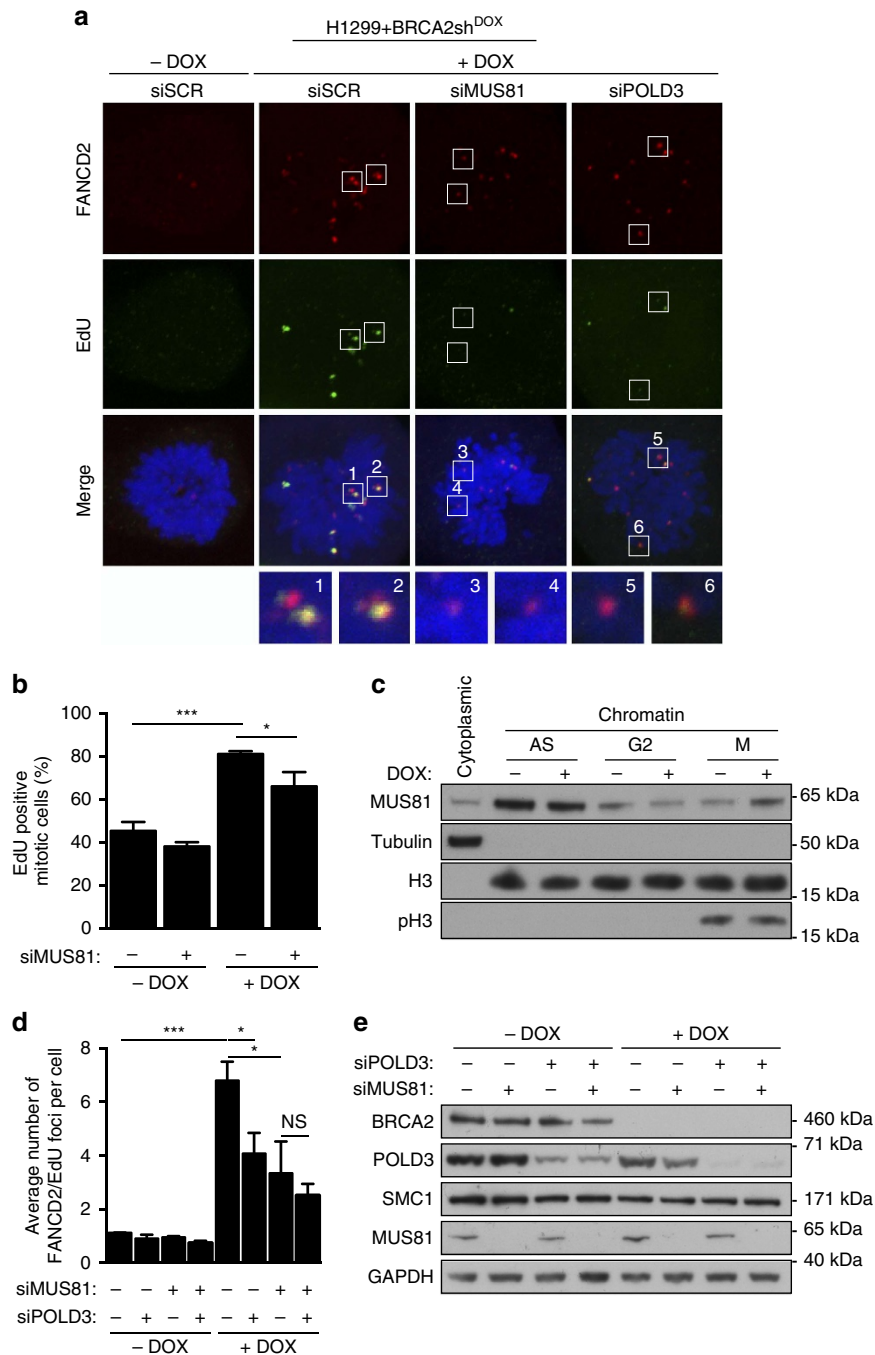 a
H1299+BRCA2sh^DOX
– DOX
+ DOX
siSCR siSCR siMUS81 siPOLD3
FANCD2
EdU
Merge
1 2 3 4 5 6
1 2 3 4 5 6
b
EdU positive
mitotic cells (%)
100
80
60
40
20
0
*** *
siMUS81: – + – +
– DOX + DOX
c
Cytoplasmic
Chromatin
AS G2 M
DOX: – + – + – +
MUS81 65 kDa
Tubulin 50 kDa
H3 15 kDa
pH3 15 kDa
d
Average number of
FANCD2/EdU foci per cell
8
6
4
2
0
*** *
*
NS
siMUS81: – – + + – – + +
siPOLD3: – + – + – + – +
– DOX + DOX
e
– DOX + DOX
siPOLD3: – – + + – – + +
siMUS81: – + – + – + – +
BRCA2 460 kDa
71 kDa
POLD3
SMC1 171 kDa
MUS81 65 kDa
40 kDa
GAPDH